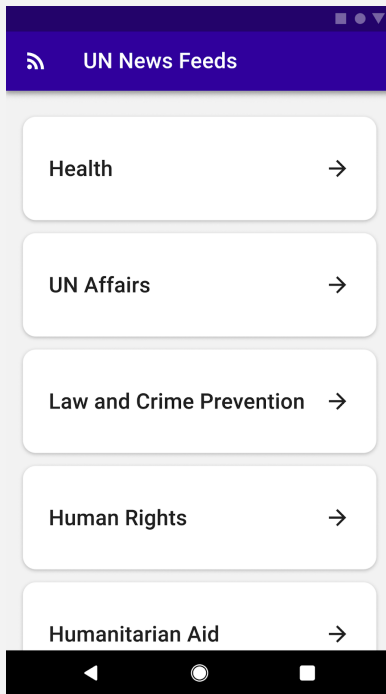 UN News Feeds
Health
UN Affairs
Law and Crime Prevention
Human Rights
Humanitarian Aid